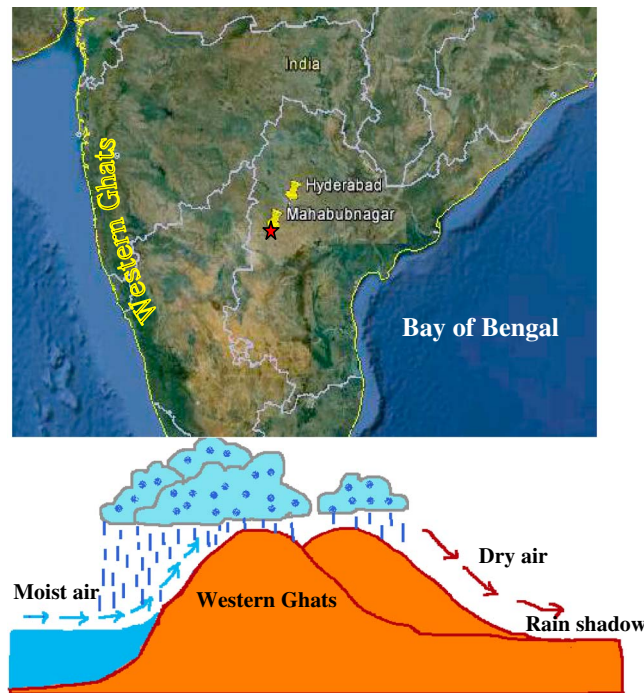 India
Western Ghats
Hyderabad
Mahabubnagar
Bay of Bengal
Moist air
Western Ghats
Dry air
Rain shadow